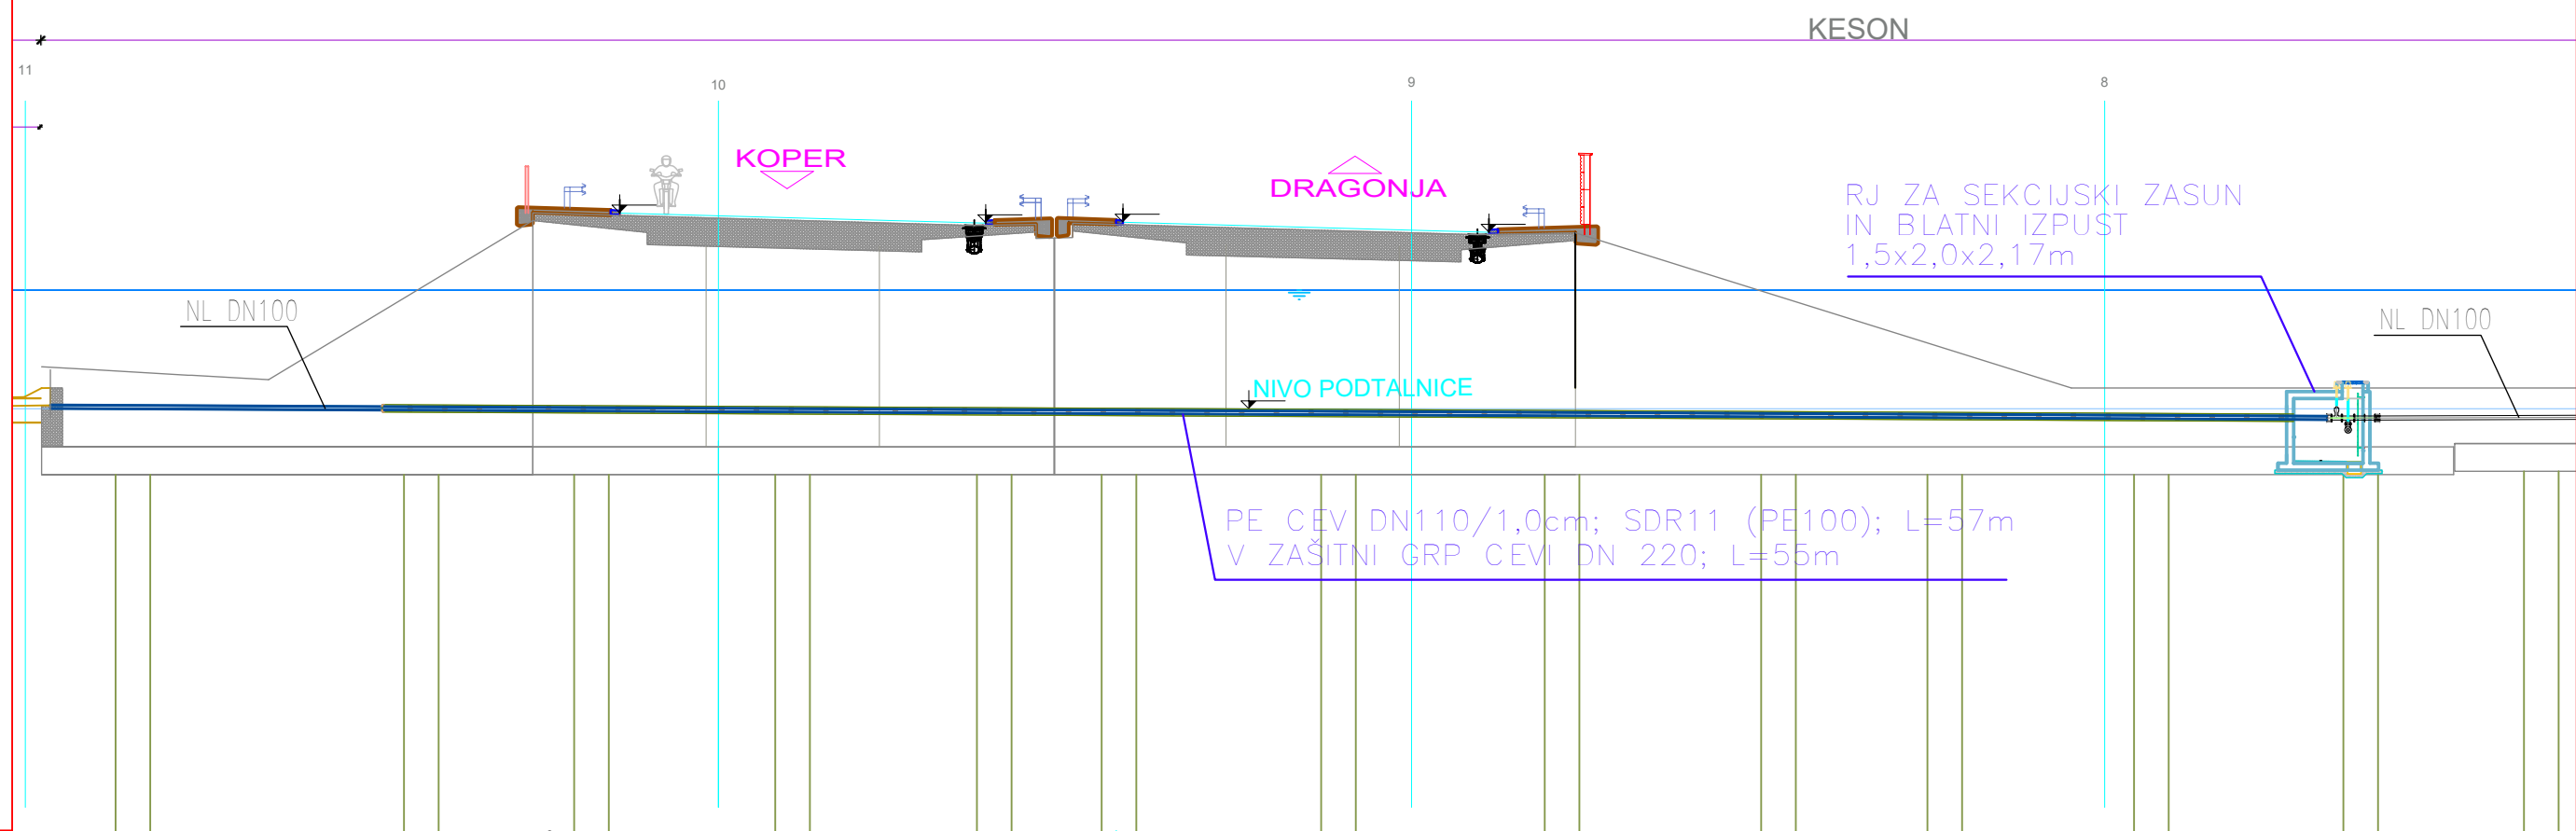 KESON
11
10
9
8
KOPER
DRAGONJA
RJ ZA SEKCIJSKI ZASUN
IN BLATNI IZPUST
1,5x2,0x2,17m
NL DN100
NL DN100
NIVO PODTALNICE
PE CEV DN110/1,0cm; SDR11 (PE100); L=57m
V ZAŠITNI GRP CEVI DN 220; L=55m